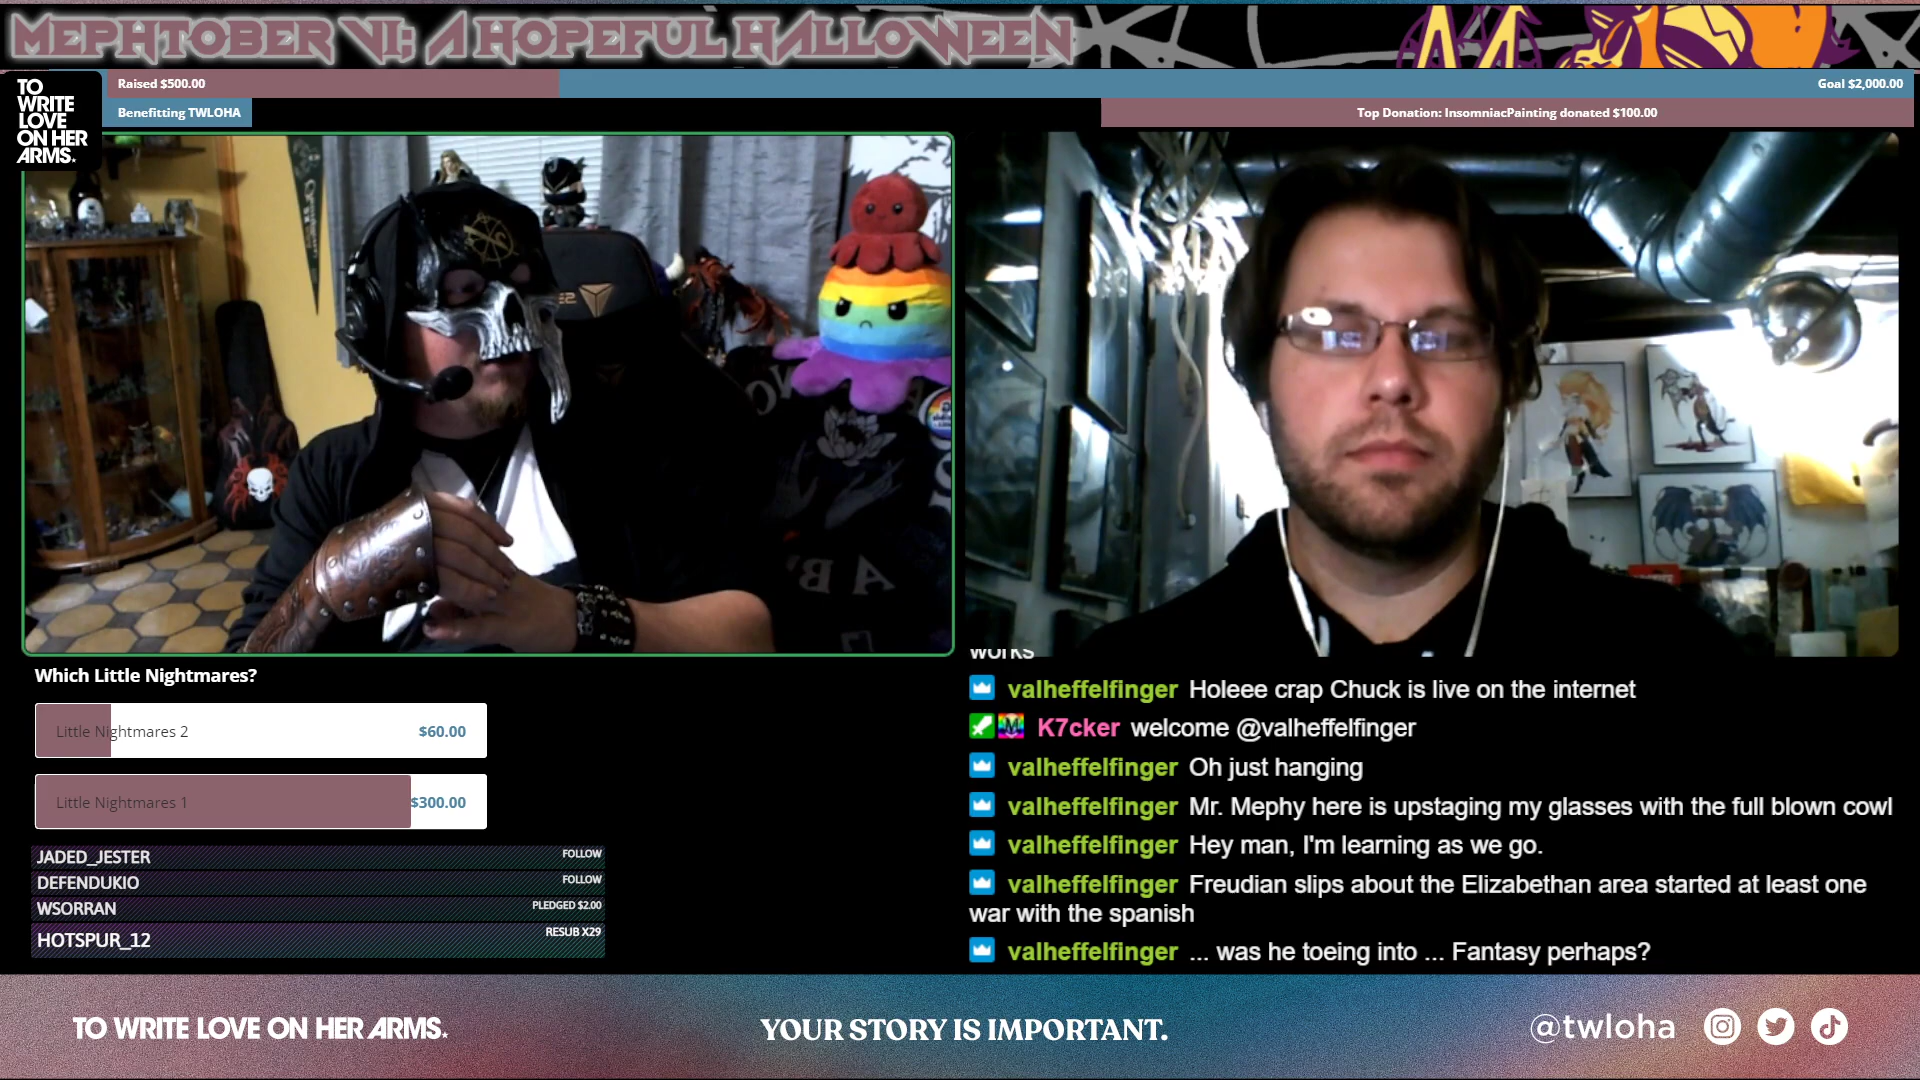 MEPHTOBER VI: A HOPEFUL HALLOWEEN
TO
WRITE
LOVE
ON HER
ARMS.
Raised $500.00
Goal $2,000.00
Benefitting TWLOHA
Top Donation: InsomniacPainting donated $100.00
works
valheffelfinger Holeee crap Chuck is live on the internet
K7cker welcome @valheffelfinger
valheffelfinger Oh just hanging
valheffelfinger Mr. Mephy here is upstaging my glasses with the full blown cowl
valheffelfinger Hey man, I'm learning as we go.
valheffelfinger Freudian slips about the Elizabethan area started at least one
war with the spanish
valheffelfinger ... was he toeing into ... Fantasy perhaps?
Which Little Nightmares?
Little Nightmares 2 $60.00
Little Nightmares 1 $300.00
JADED_JESTER FOLLOW
DEFENDUKIO FOLLOW
WSORRAN PLEDGED $2.00
HOTSPUR_12 RESUB X29
TO WRITE LOVE ON HER ARMS.
YOUR STORY IS IMPORTANT.
@twloha